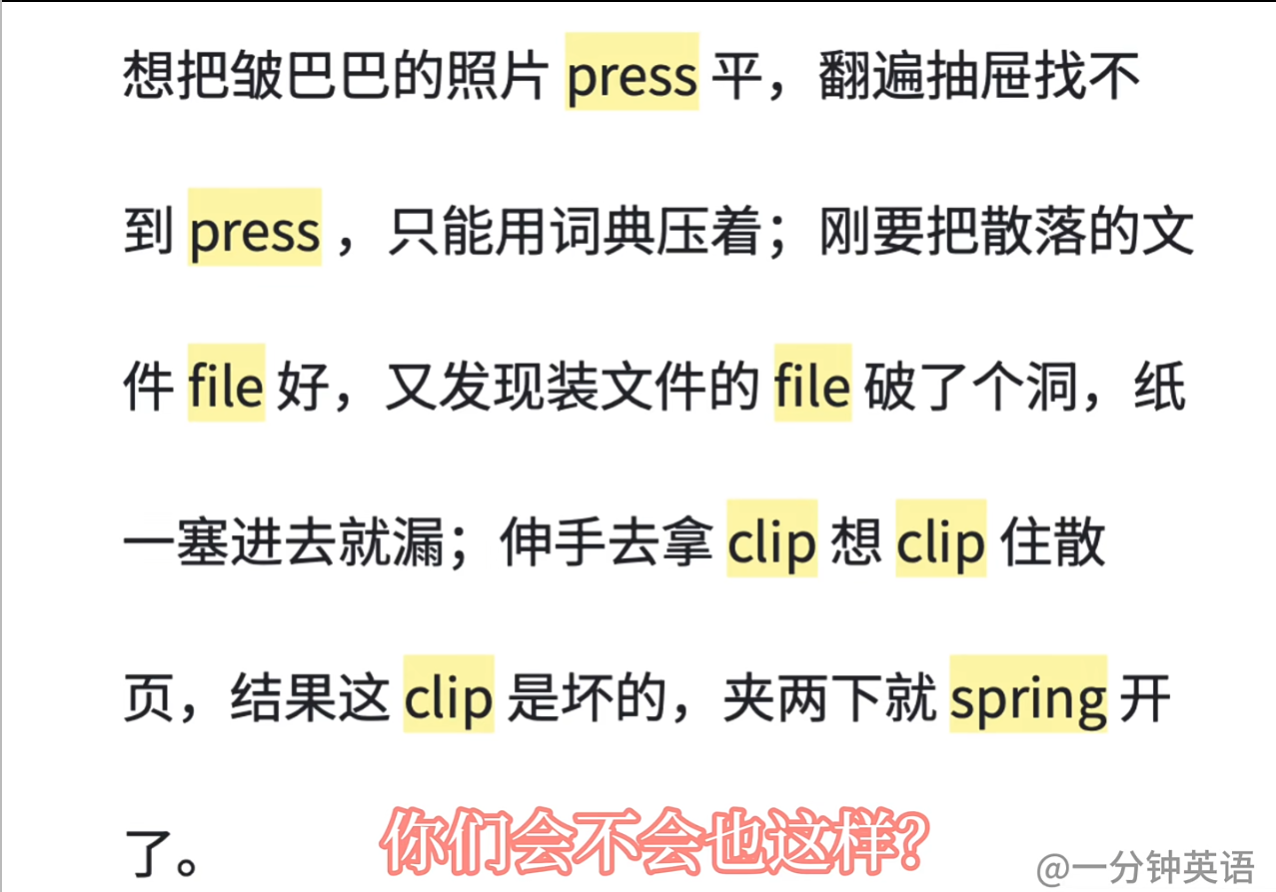 想把皱巴巴的照片 press 平，翻遍抽屉找不
到 press ，只能用词典压着；刚要把散落的文
件 file 好，又发现装文件的 file 破了个洞，纸
一塞进去就漏；伸手去拿 clip 想 clip 住散
页，结果这 clip 是坏的，夹两下就 spring 开
了。
你们会不会也这样？
@一分钟英语